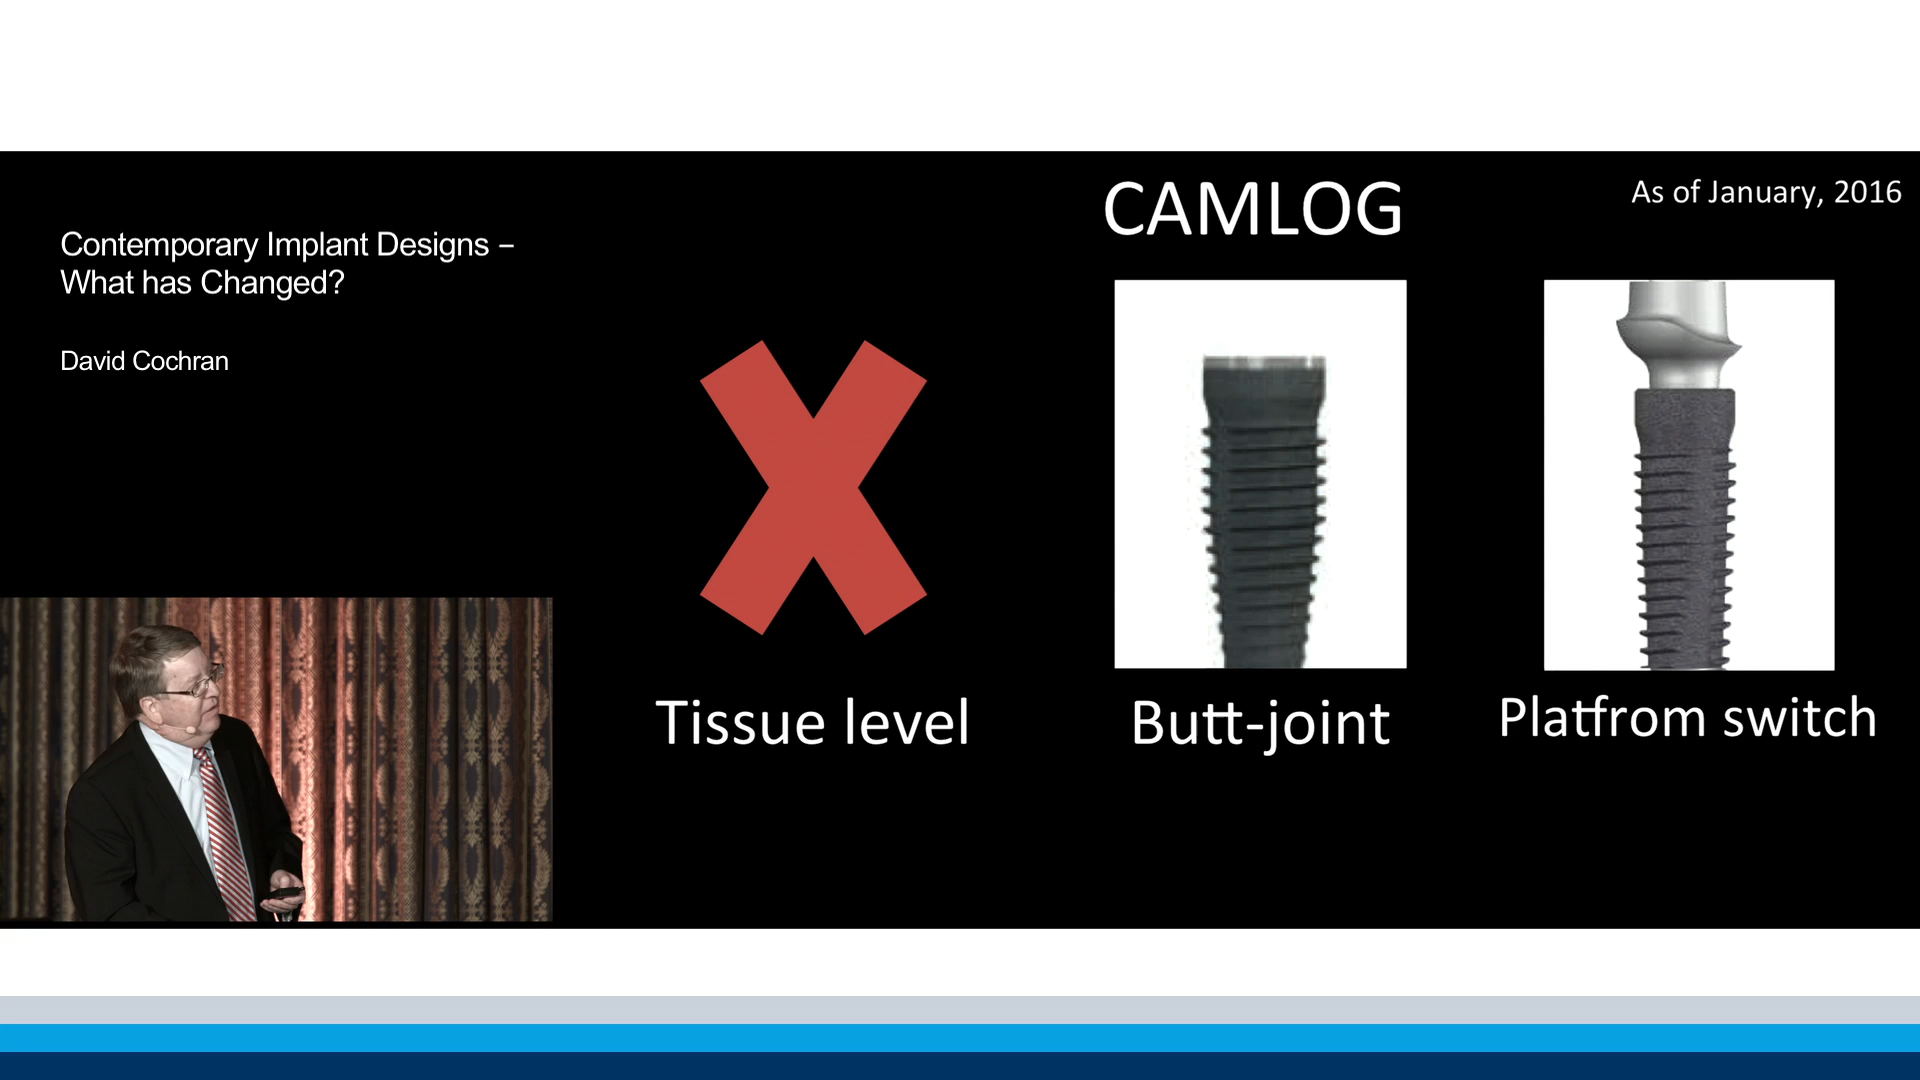 Contemporary Implant Designs –
What has Changed?
David Cochran
CAMLOG
As of January, 2016
Tissue level
Butt-joint
Platfrom switch